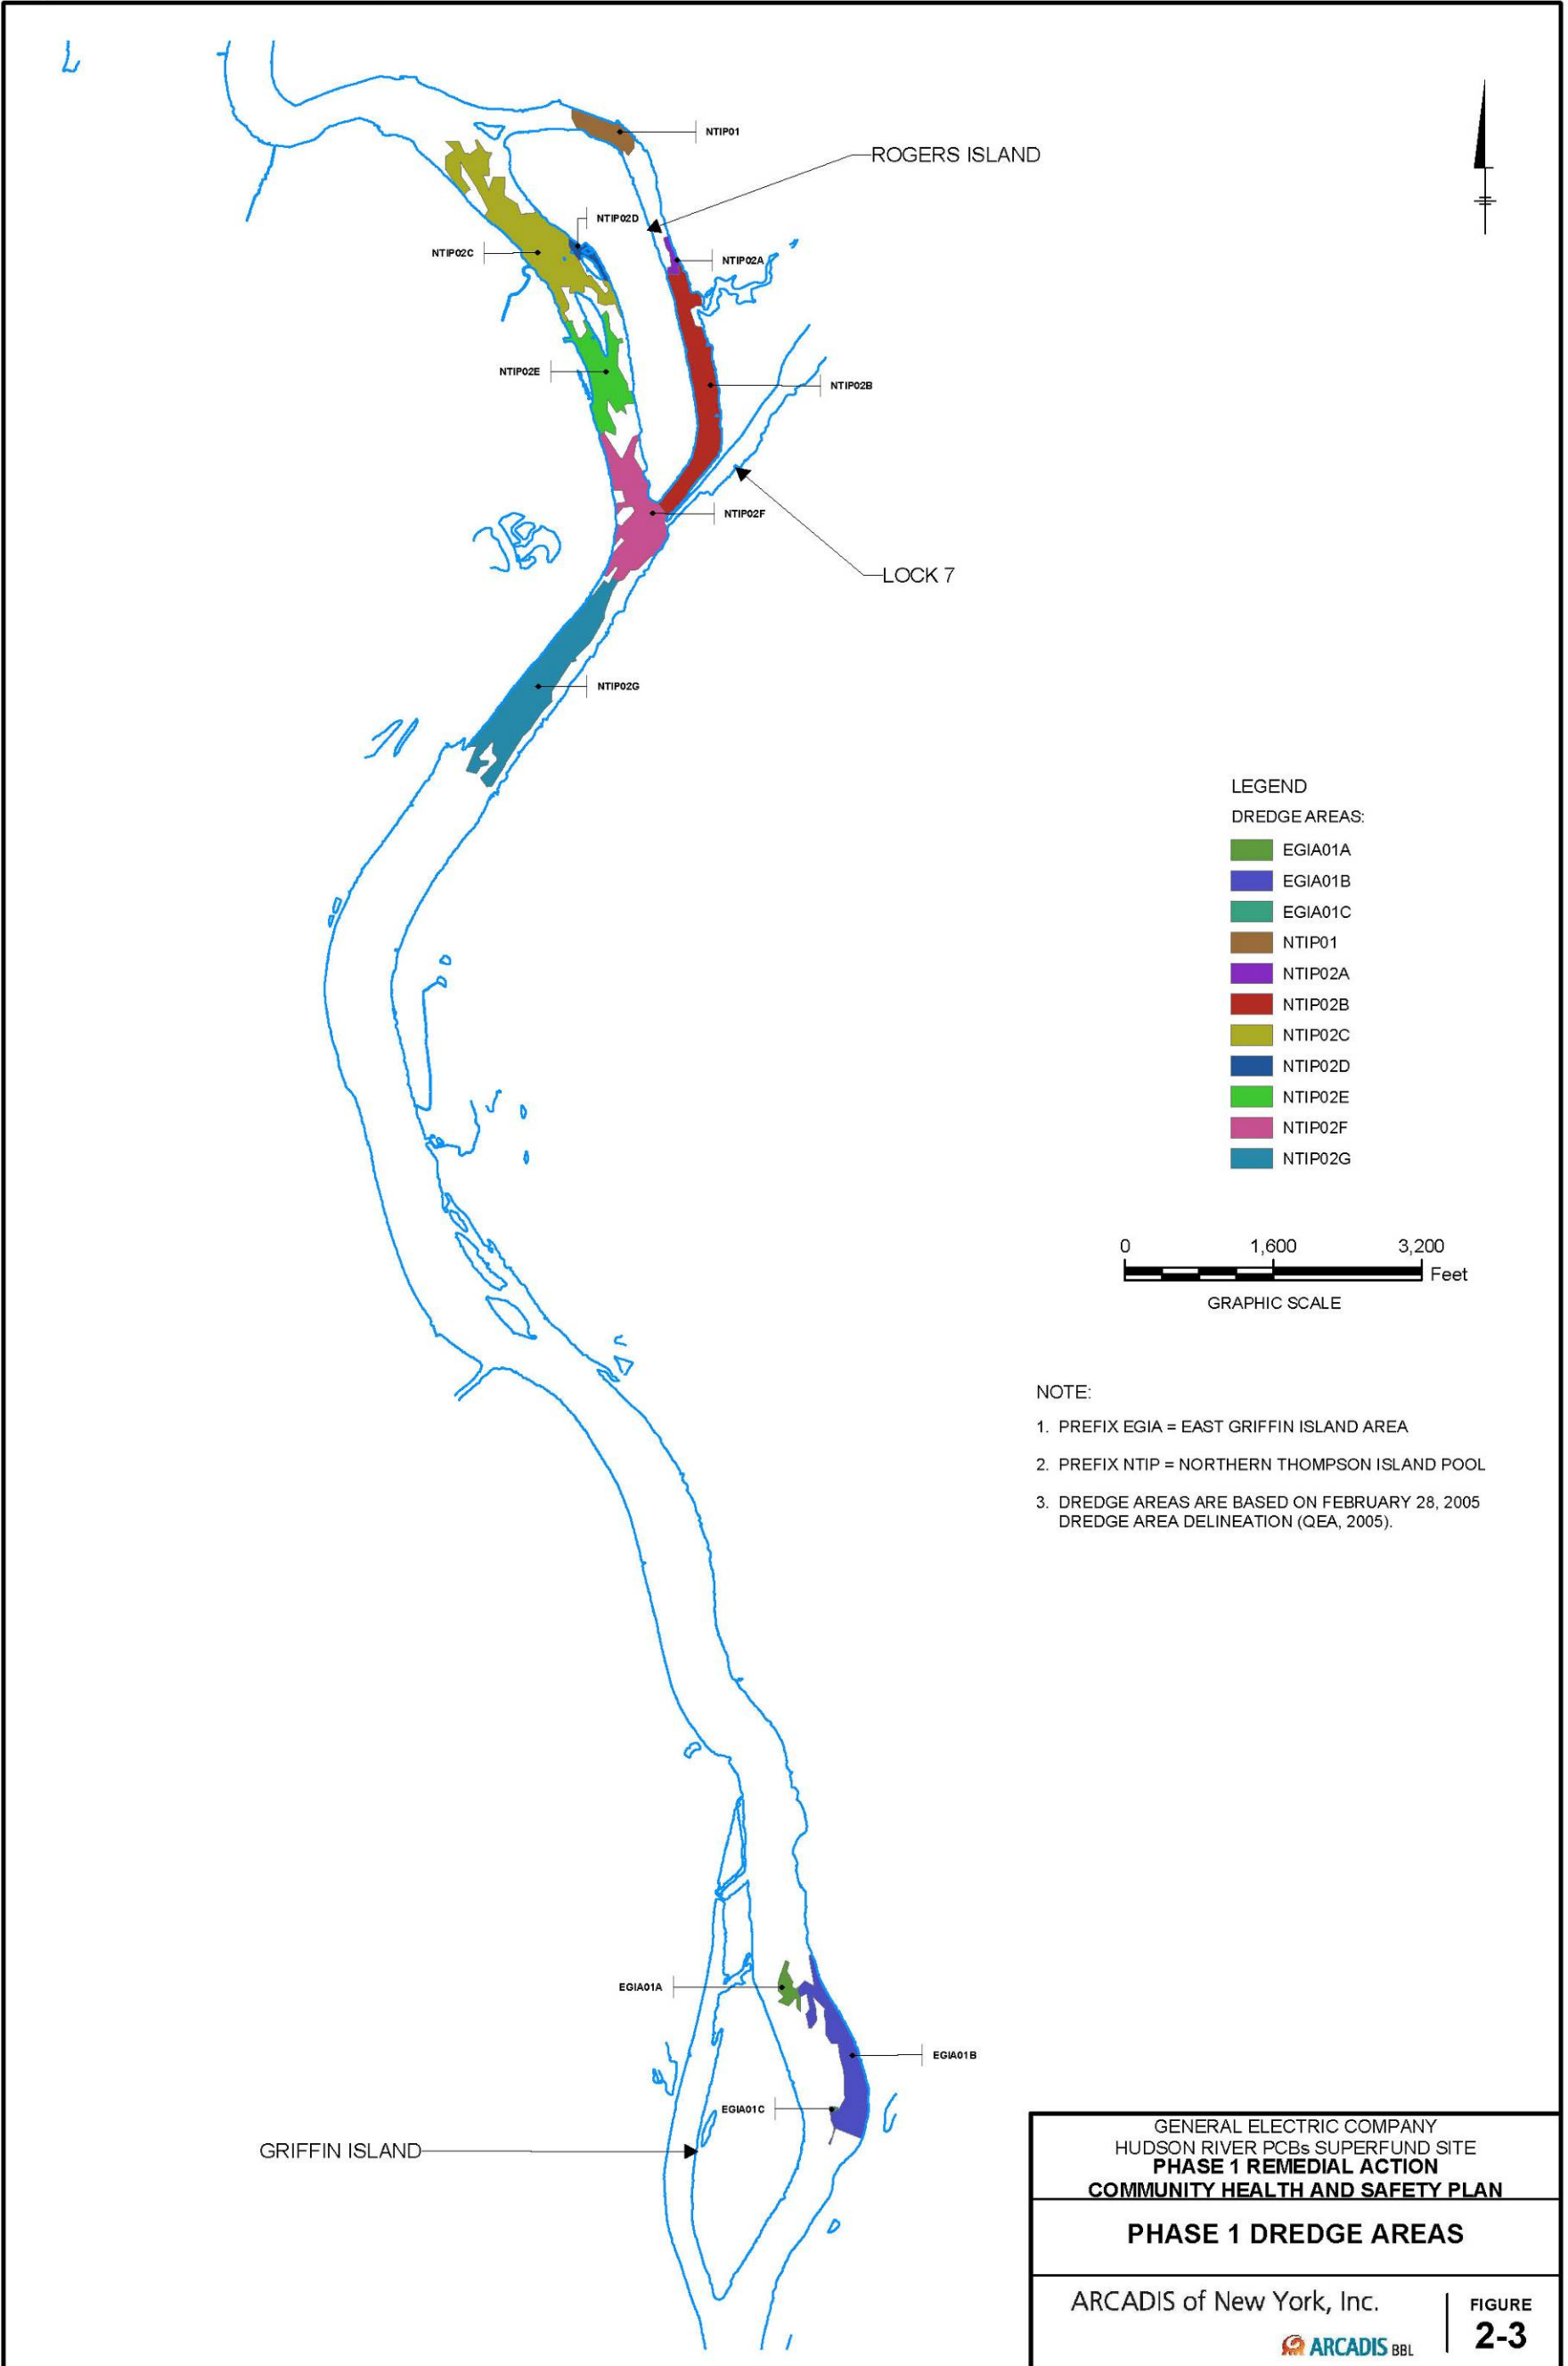 NTIP01
ROGERS ISLAND
NTIP02D
NTIP02C
NTIP02A
NTIP02E
NTIP02B
NTIP02F
LOCK 7
NTIP02G
LEGEND
DREDGE AREAS:
EGIA01A
EGIA01B
EGIA01C
NTIP01
NTIP02A
NTIP02B
NTIP02C
NTIP02D
NTIP02E
NTIP02F
NTIP02G
0 1,600 3,200
Feet
GRAPHIC SCALE
NOTE:
1. PREFIX EGIA = EAST GRIFFIN ISLAND AREA
2. PREFIX NTIP = NORTHERN THOMPSON ISLAND POOL
3. DREDGE AREAS ARE BASED ON FEBRUARY 28, 2005
DREDGE AREA DELINEATION (QEA, 2005).
EGIA01A
EGIA01B
EGIA01C
GRIFFIN ISLAND
GENERAL ELECTRIC COMPANY
HUDSON RIVER PCBs SUPERFUND SITE
PHASE 1 REMEDIAL ACTION
COMMUNITY HEALTH AND SAFETY PLAN
PHASE 1 DREDGE AREAS
ARCADIS of New York, Inc.
ARCADIS BBL
FIGURE
2-3